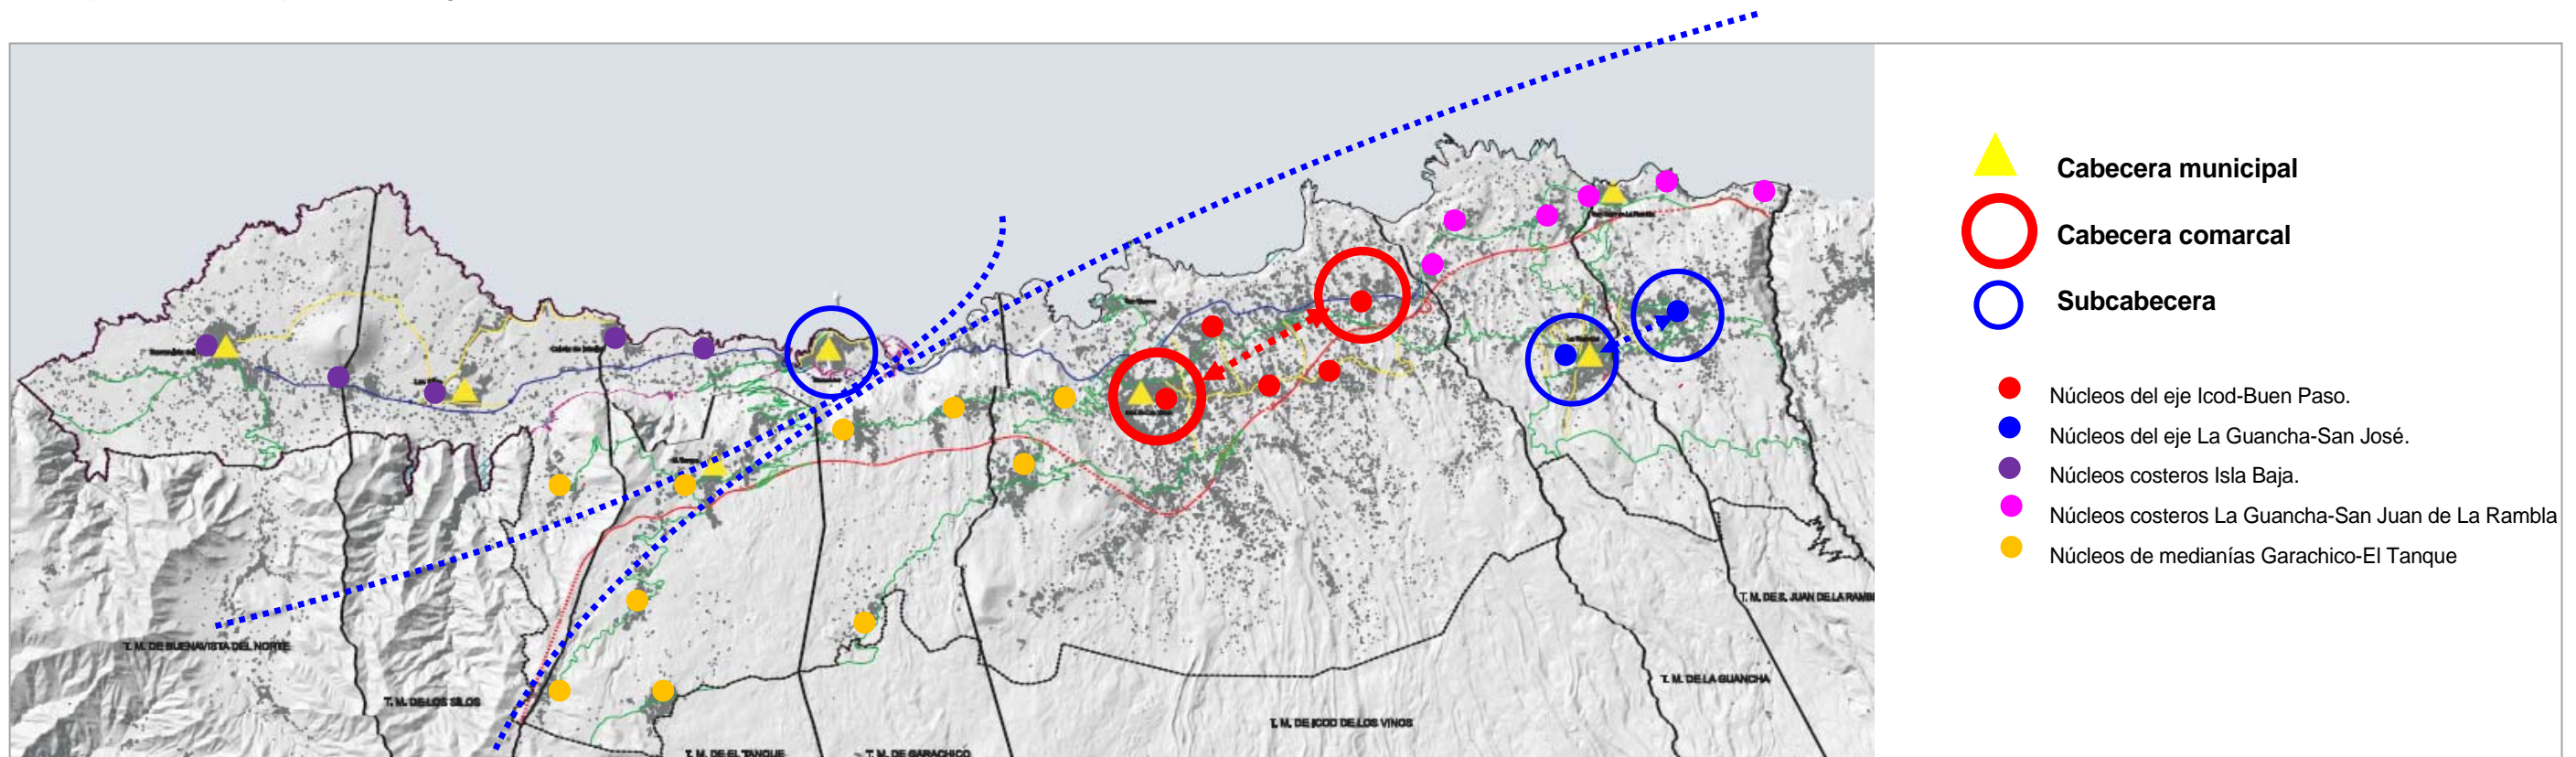 Cabecera municipal
Cabecera comarcal
Subcabecera
Núcleos del eje Icod-Buen Paso.
Núcleos del eje La Guancha-San José.
Núcleos costeros Isla Baja.
Núcleos costeros La Guancha-San Juan de La Rambla
Núcleos de medianías Garachico-El Tanque
T. M. DE S. JUAN DE LA RAMB
T. M. DE BUENAVISTA DEL NORTE
T. M. DE LA GUANCHA
T. M. DE LOS SILOS
T. M. DE ICOD DE LOS VINOS
T. M. DE EL TANQUE
T. M. DE GARACHICO